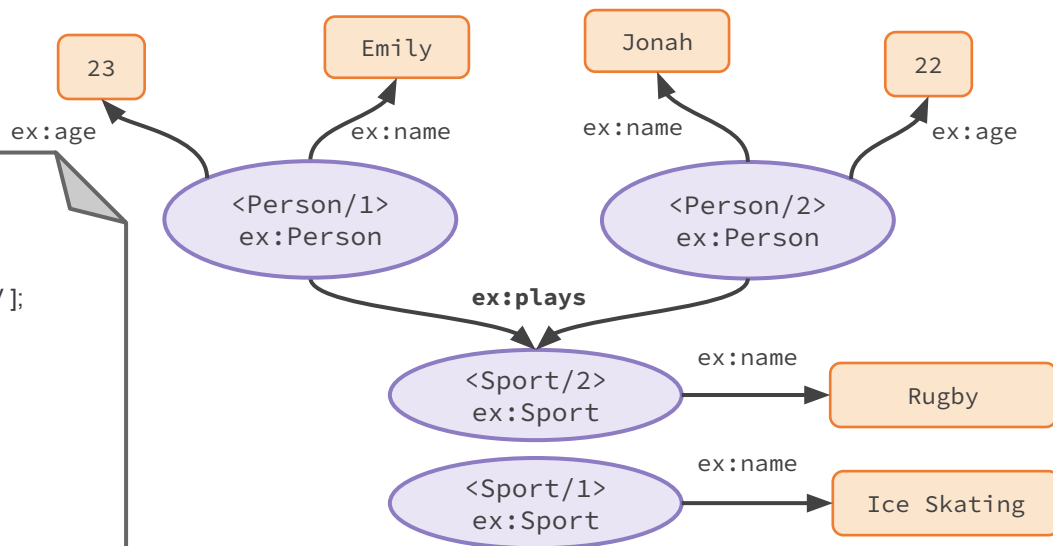 23
Emily
Jonah
22
ex:age
ex:name
ex:name
ex:age
<Person/1>
ex:Person
<Person/2>
ex:Person
];
ex:plays
<Sport/2>
ex:Sport
ex:name
Rugby
<Sport/1>
ex:Sport
ex:name
Ice Skating